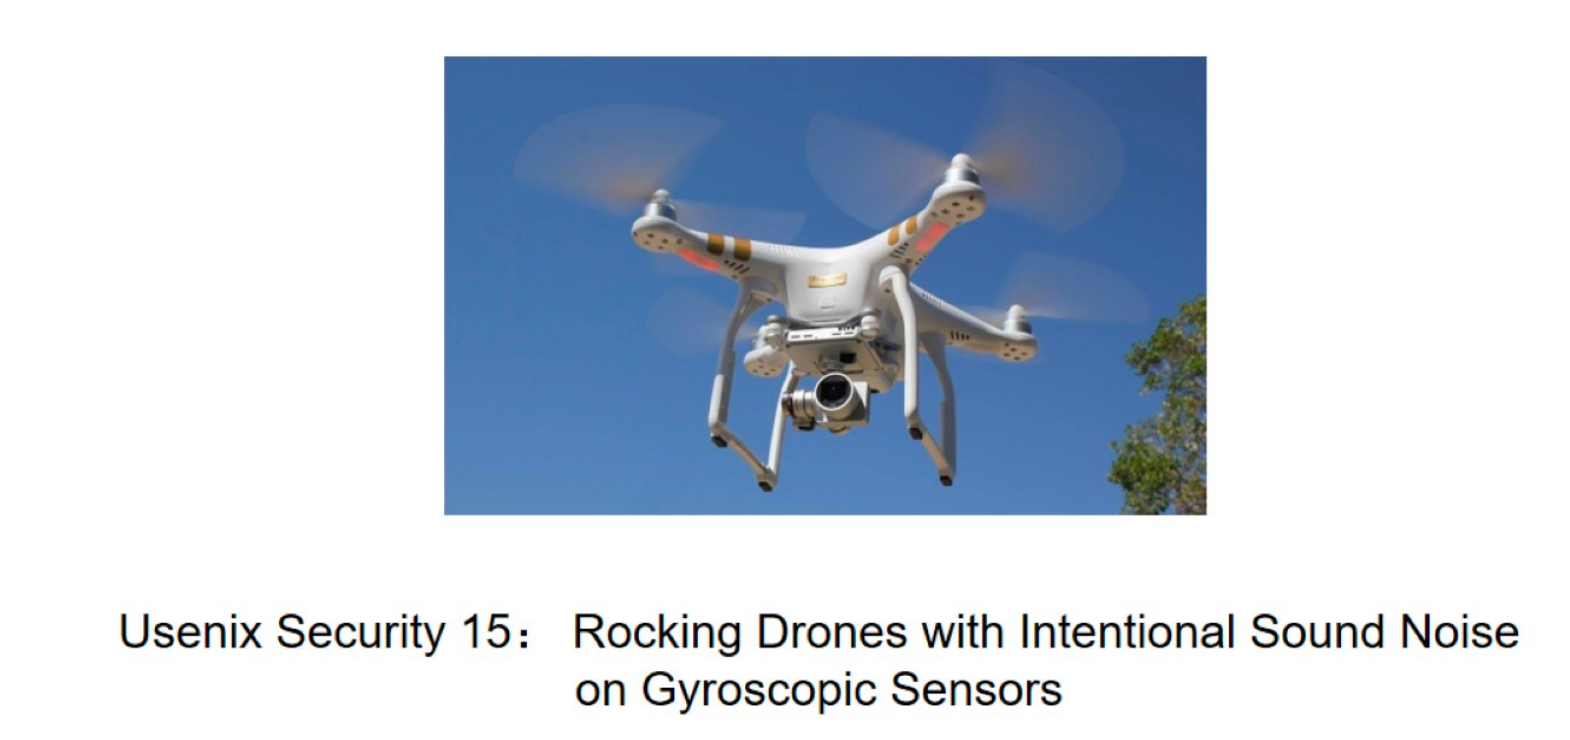 Usenix Security 15： Rocking Drones with Intentional Sound Noise
on Gyroscopic Sensors